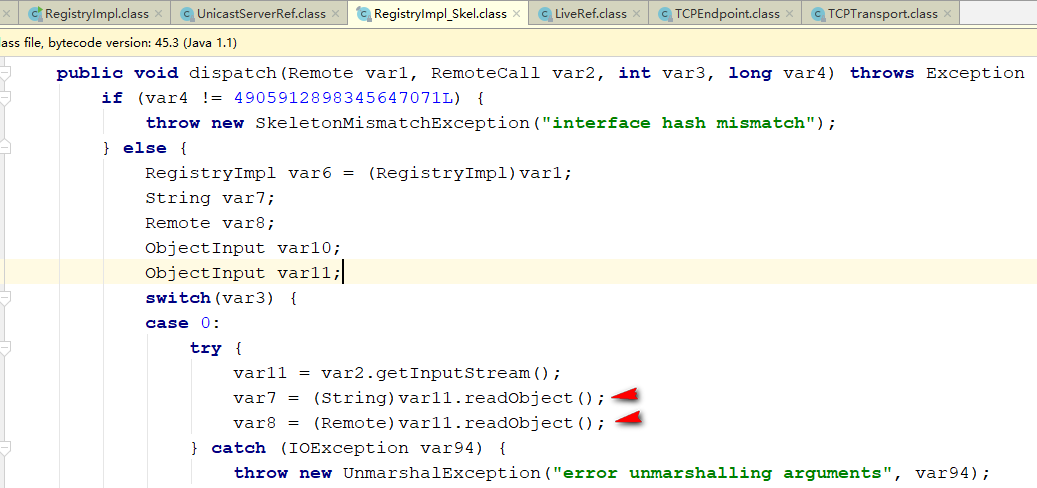 RegistryImpl.class × UnicastServerRef.class × RegistryImpl_Skel.class × LiveRef.class × TCPEndpoint.class × TCPTransport.class ×
lass file, bytecode version: 45.3 (Java 1.1)
public void dispatch(Remote var1, RemoteCall var2, int var3, long var4) throws Exception
if (var4 != 4905912898345647071L) {
throw new SkeletonMismatchException("interface hash mismatch");
} else {
RegistryImpl var6 = (RegistryImpl)var1;
String var7;
Remote var8;
ObjectInput var10;
ObjectInput var11;
switch(var3) {
case 0:
try {
var11 = var2.getInputStream();
var7 = (String)var11.readObject();
var8 = (Remote)var11.readObject();
} catch (IOException var94) {
throw new UnmarshalException("error unmarshalling arguments", var94);